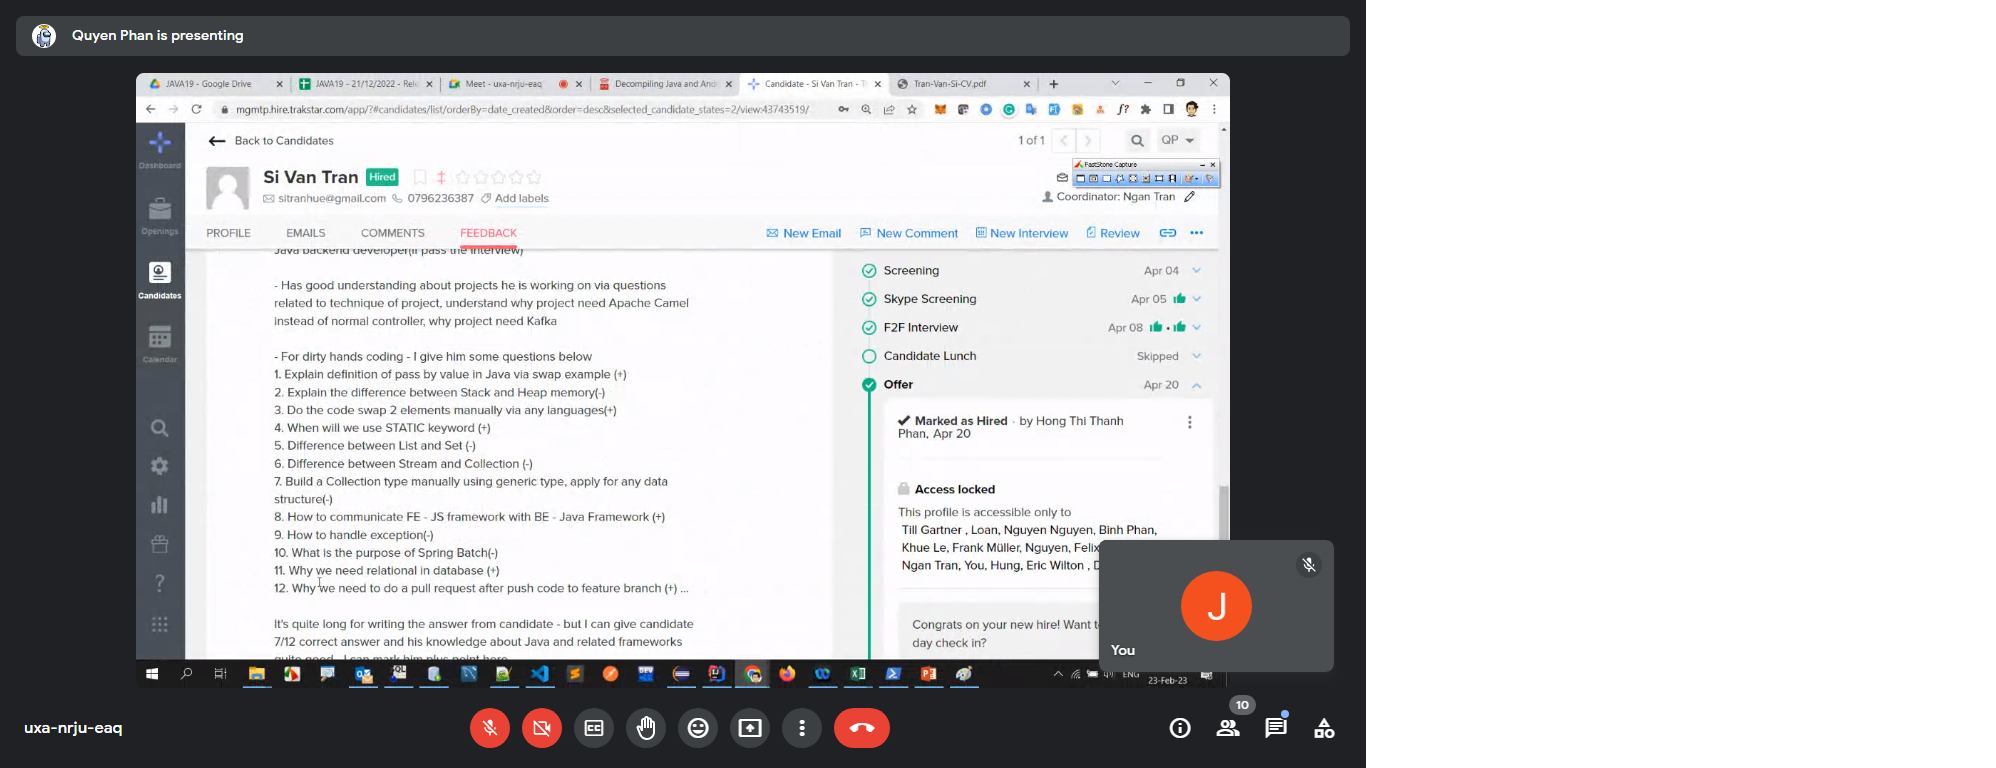 Quyen Phan is presenting
JAVA19 - Google Drive
JAVA19 - 21/12/2022 - Rele
Meet - uxa-nrju-eaq
Decompiling Java and And
Candidate - Si Van Tran - T
Tran-Van-Si-CV.pdf
mgmtp.hire.trakstar.com/app/?#candidates/list/orderBy=date_created&order=desc&selected_candidate_states=2/view:43743519/
Dashboard
Openings
Candidates
Calendar
Back to Candidates
1 of 1
QP
FastStone Capture
Si Van Tran Hired
sitranhue@gmail.com 0796236387 Add labels
Coordinator: Ngan Tran
PROFILE EMAILS COMMENTS FEEDBACK
New Email New Comment New Interview Review
Java backend developer(if pass the interview)
- Has good understanding about projects he is working on via questions
related to technique of project, understand why project need Apache Camel
instead of normal controller, why project need Kafka
- For dirty hands coding - I give him some questions below
1. Explain definition of pass by value in Java via swap example (+)
2. Explain the difference between Stack and Heap memory(-)
3. Do the code swap 2 elements manually via any languages(+)
4. When will we use STATIC keyword (+)
5. Difference between List and Set (-)
6. Difference between Stream and Collection (-)
7. Build a Collection type manually using generic type, apply for any data
structure(-)
8. How to communicate FE - JS framework with BE - Java Framework (+)
9. How to handle exception(-)
10. What is the purpose of Spring Batch(-)
11. Why we need relational in database (+)
12. Why we need to do a pull request after push code to feature branch (+) ...
It's quite long for writing the answer from candidate - but I can give candidate
7/12 correct answer and his knowledge about Java and related frameworks
quite good - I can mark him plus point here
Screening Apr 04
Skype Screening Apr 05
F2F Interview Apr 08
Candidate Lunch Skipped
Offer Apr 20
Marked as Hired - by Hong Thi Thanh
Phan, Apr 20
Access locked
This profile is accessible only to
Till Gartner , Loan, Nguyen Nguyen, Binh Phan,
Khue Le, Frank Müller, Nguyen, Felix
Ngan Tran, You, Hung, Eric Wilton , D
Congrats on your new hire! Want t
day check in?
J
You
ENG
23-Feb-23
uxa-nrju-eaq
10